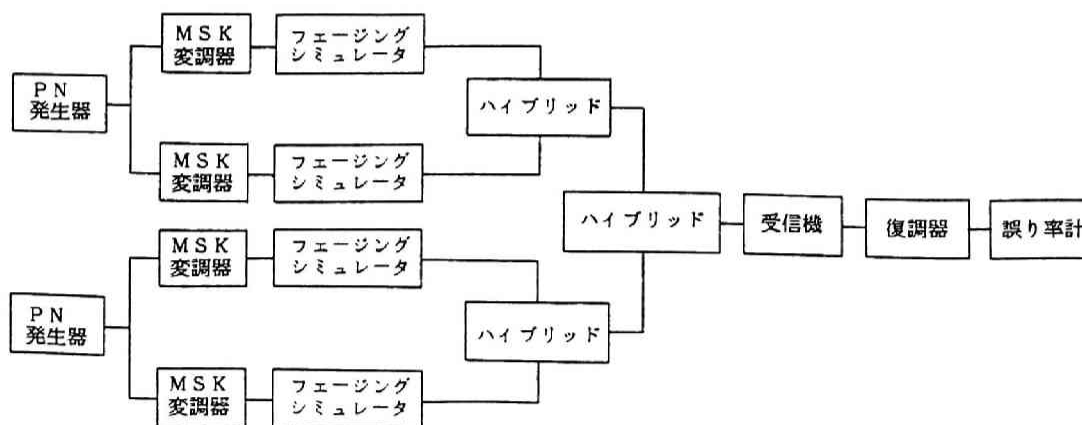 PN
発生器
MSK
変調器
フェージング
シミュレータ
MSK
変調器
フェージング
シミュレータ
ハイブリッド
PN
発生器
MSK
変調器
フェージング
シミュレータ
MSK
変調器
フェージング
シミュレータ
ハイブリッド
ハイブリッド
受信機
復調器
誤り率計